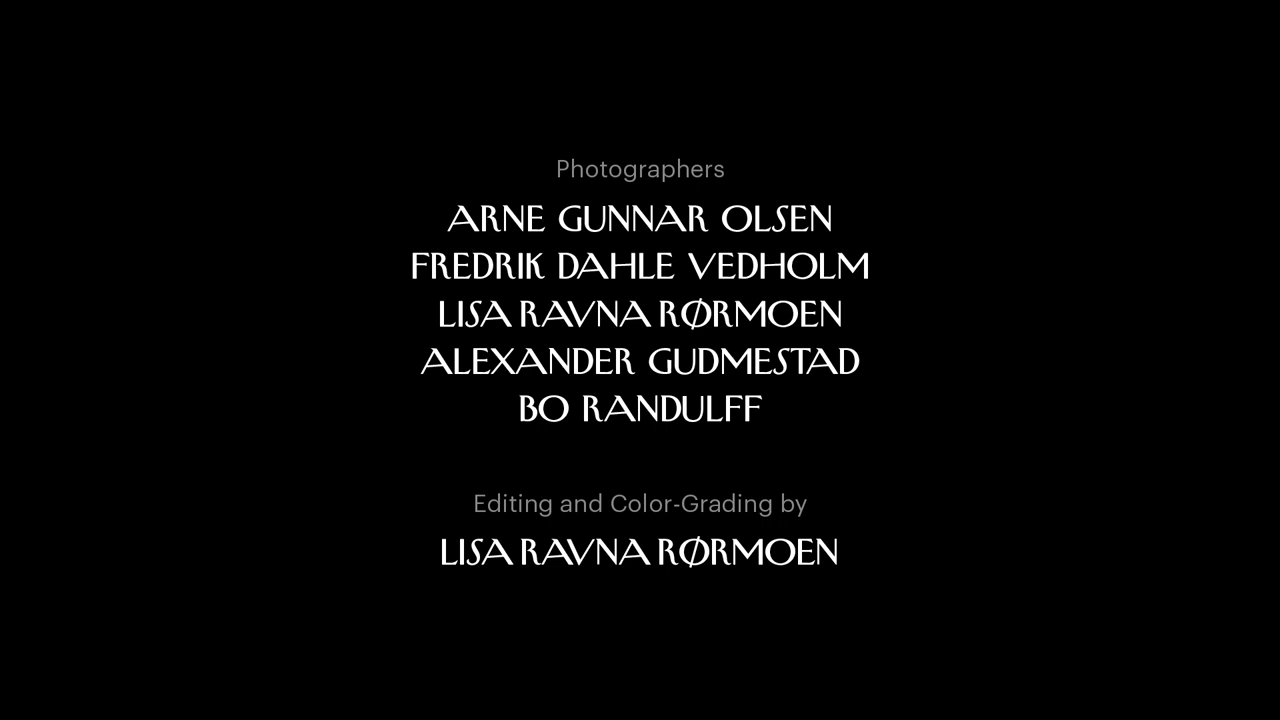 Photographers
ARNE GUNNAR OLSEN
FREDRIK DAHLE VEDHOLM
LISA RAVNA RØRMOEN
ALEXANDER GUDMESTAD
BO RANDULFF
Editing and Color-Grading by
LISA RAVNA RØRMOEN